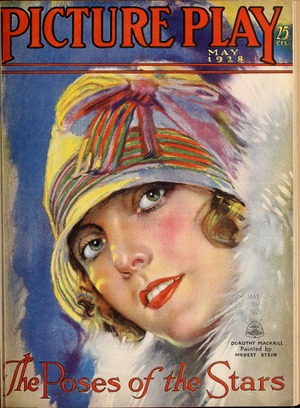 PICTURE PLAY
25
CTS.
MAY
1928
DOROTHY MACKAILL
Painted by
MODEST STEIN
The Poses of the Stars